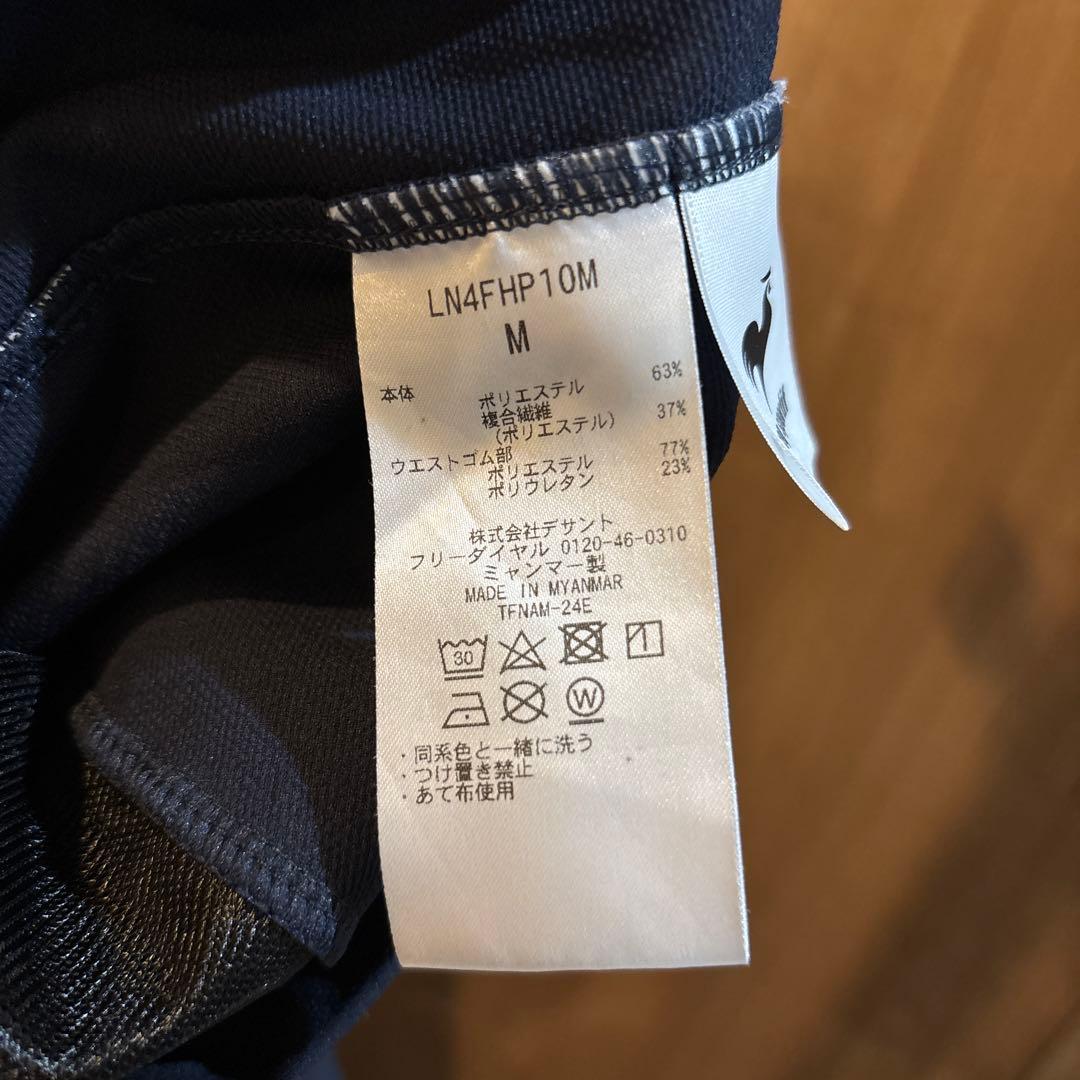 LN4FHP10M
M
本体 ポリエステル 63%
複合繊維 37%
(ポリエステル)
ウエストゴム部
ポリエステル 77%
ポリウレタン 23%
株式会社デサント
フリーダイヤル 0120-46-0310
ミャンマー製
MADE IN MYANMAR
TFNAM-24E
30
W
・同系色と一緒に洗う
・つけ置き禁止
・あて布使用